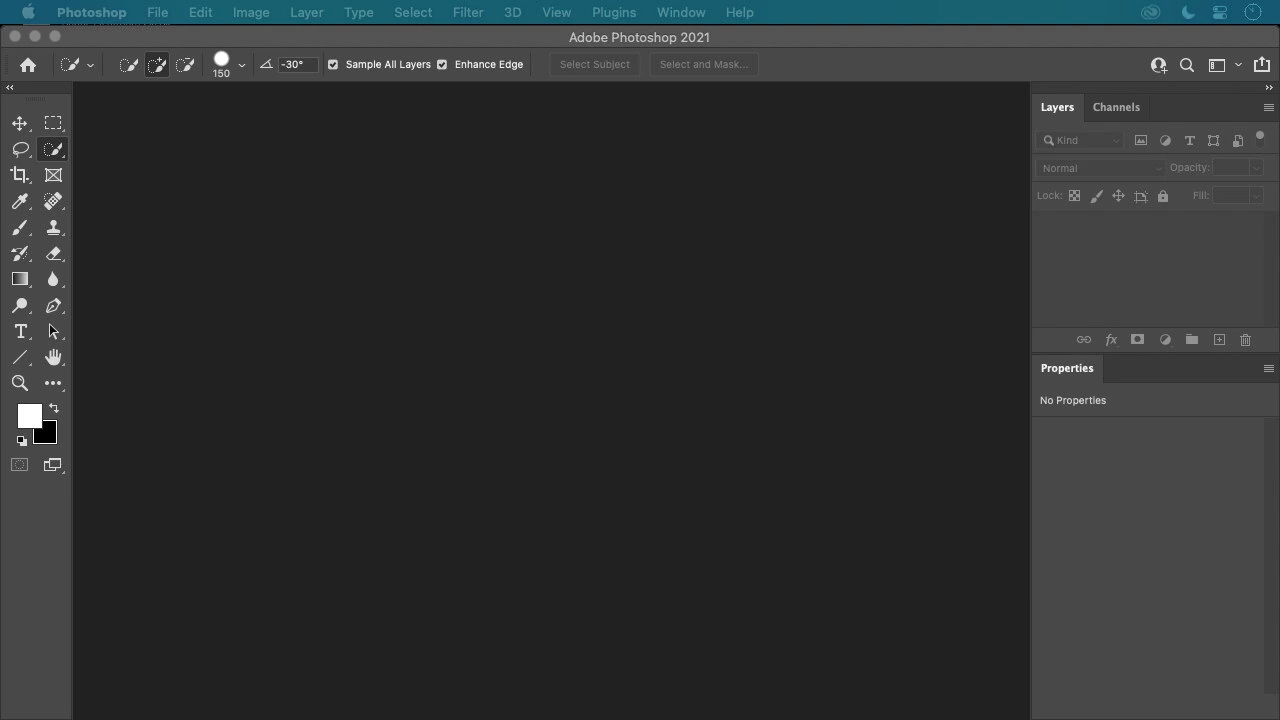 Photoshop File Edit Image Layer Type Select Filter 3D View Plugins Window Help
Adobe Photoshop 2021
150
-30°
Sample All Layers
Enhance Edge
Select Subject
Select and Mask...
Layers
Channels
Kind
Normal
Opacity:
Lock:
Fill:
Properties
No Properties